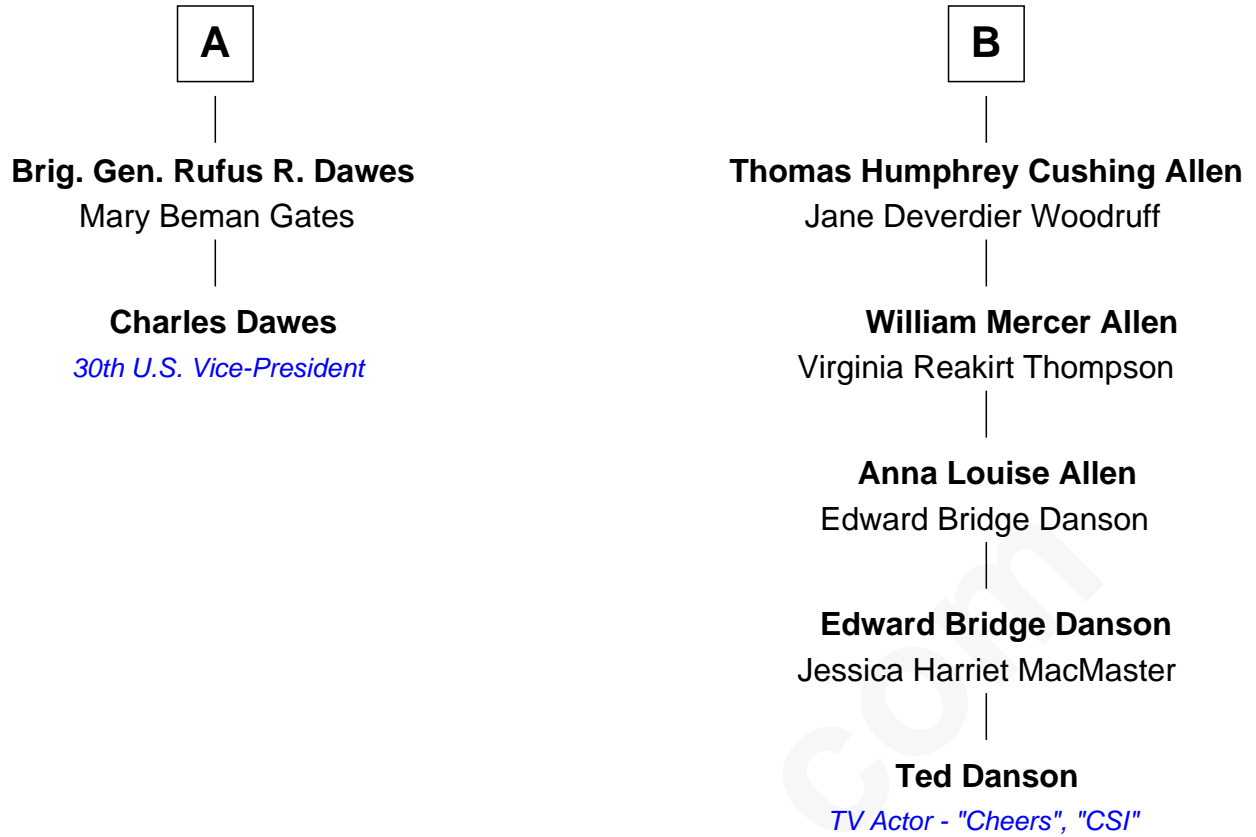 A
Brig. Gen. Rufus R. Dawes
Mary Beman Gates
Charles Dawes
30th U.S. Vice-President
B
Thomas Humphrey Cushing Allen
Jane Deverdier Woodruff
William Mercer Allen
Virginia Reakirt Thompson
Anna Louise Allen
Edward Bridge Danson
Edward Bridge Danson
Jessica Harriet MacMaster
Ted Danson
TV Actor - "Cheers", "CSI"
com